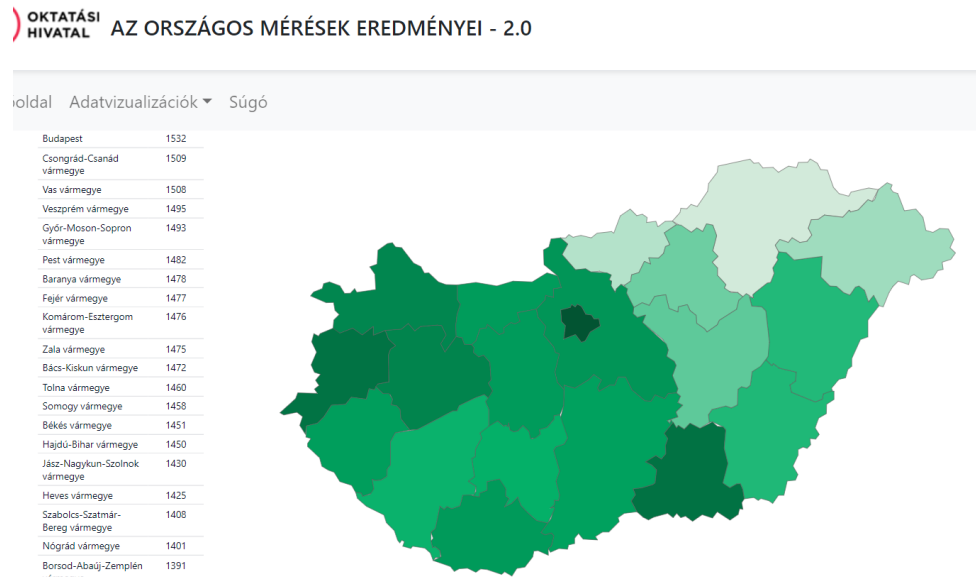 OKTATÁSI
HIVATAL
AZ ORSZÁGOS MÉRÉSEK EREDMÉNYEI - 2.0
oldal Adatvizualizációk Súgó
Budapest 1532
Csongrád-Csanád
vármegye 1509
Vas vármegye 1508
Veszprém vármegye 1495
Győr-Moson-Sopron
vármegye 1493
Pest vármegye 1482
Baranya vármegye 1478
Fejér vármegye 1477
Komárom-Esztergom
vármegye 1476
Zala vármegye 1475
Bács-Kiskun vármegye 1472
Tolna vármegye 1460
Somogy vármegye 1458
Békés vármegye 1451
Hajdú-Bihar vármegye 1450
Jász-Nagykun-Szolnok
vármegye 1430
Heves vármegye 1425
Szabolcs-Szatmár-
Bereg vármegye 1408
Nógrád vármegye 1401
Borsod-Abaúj-Zemplén 1391